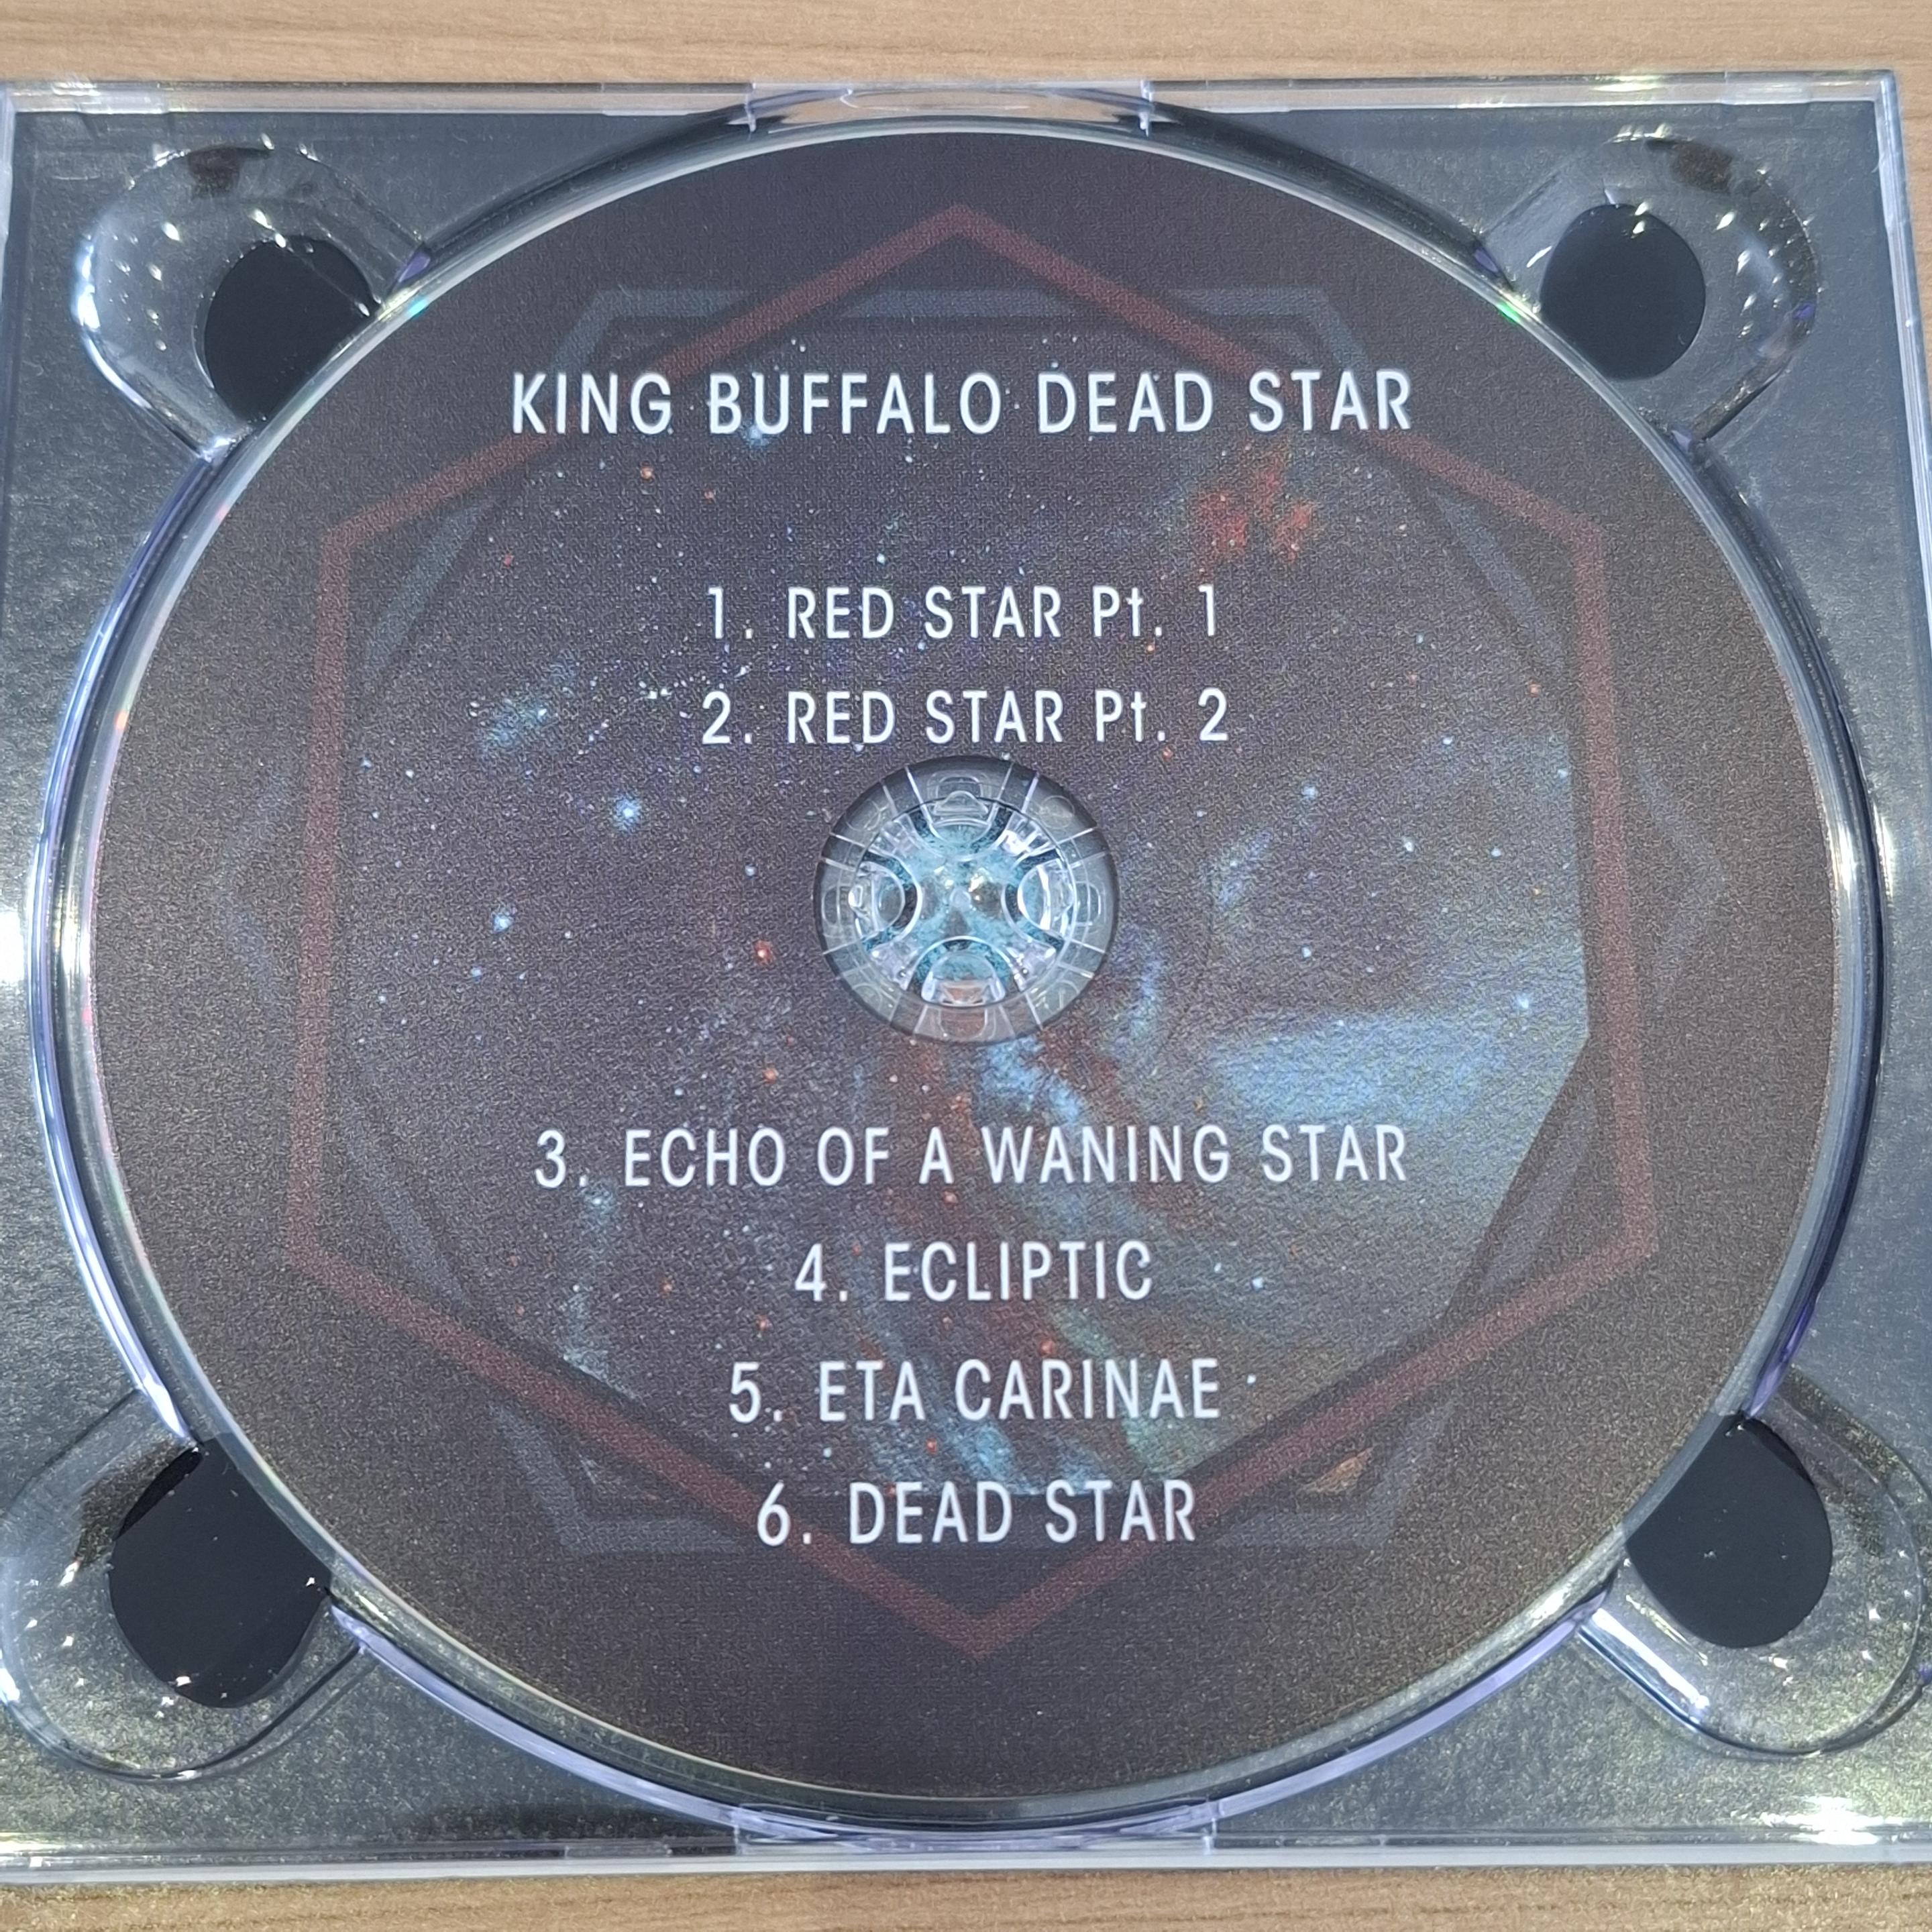 KING BUFFALO DEAD STAR
1. RED STAR Pt. 1
2. RED STAR Pt. 2
3. ECHO OF A WANING STAR
4. ECLIPTIC
5. ETA CARINAE
6. DEAD STAR